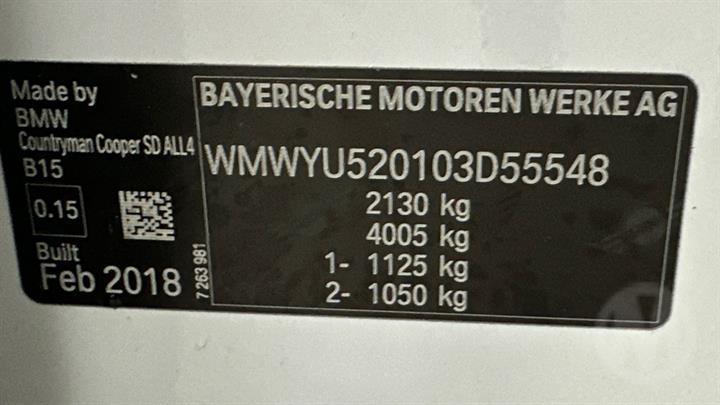 Made by
BMW
Countryman Cooper SD ALL4
B15
0.15
Built
Feb 2018
7 263 981
BAYERISCHE MOTOREN WERKE AG
WMWYU520103D55548
2130 kg
4005 kg
1- 1125 kg
2- 1050 kg